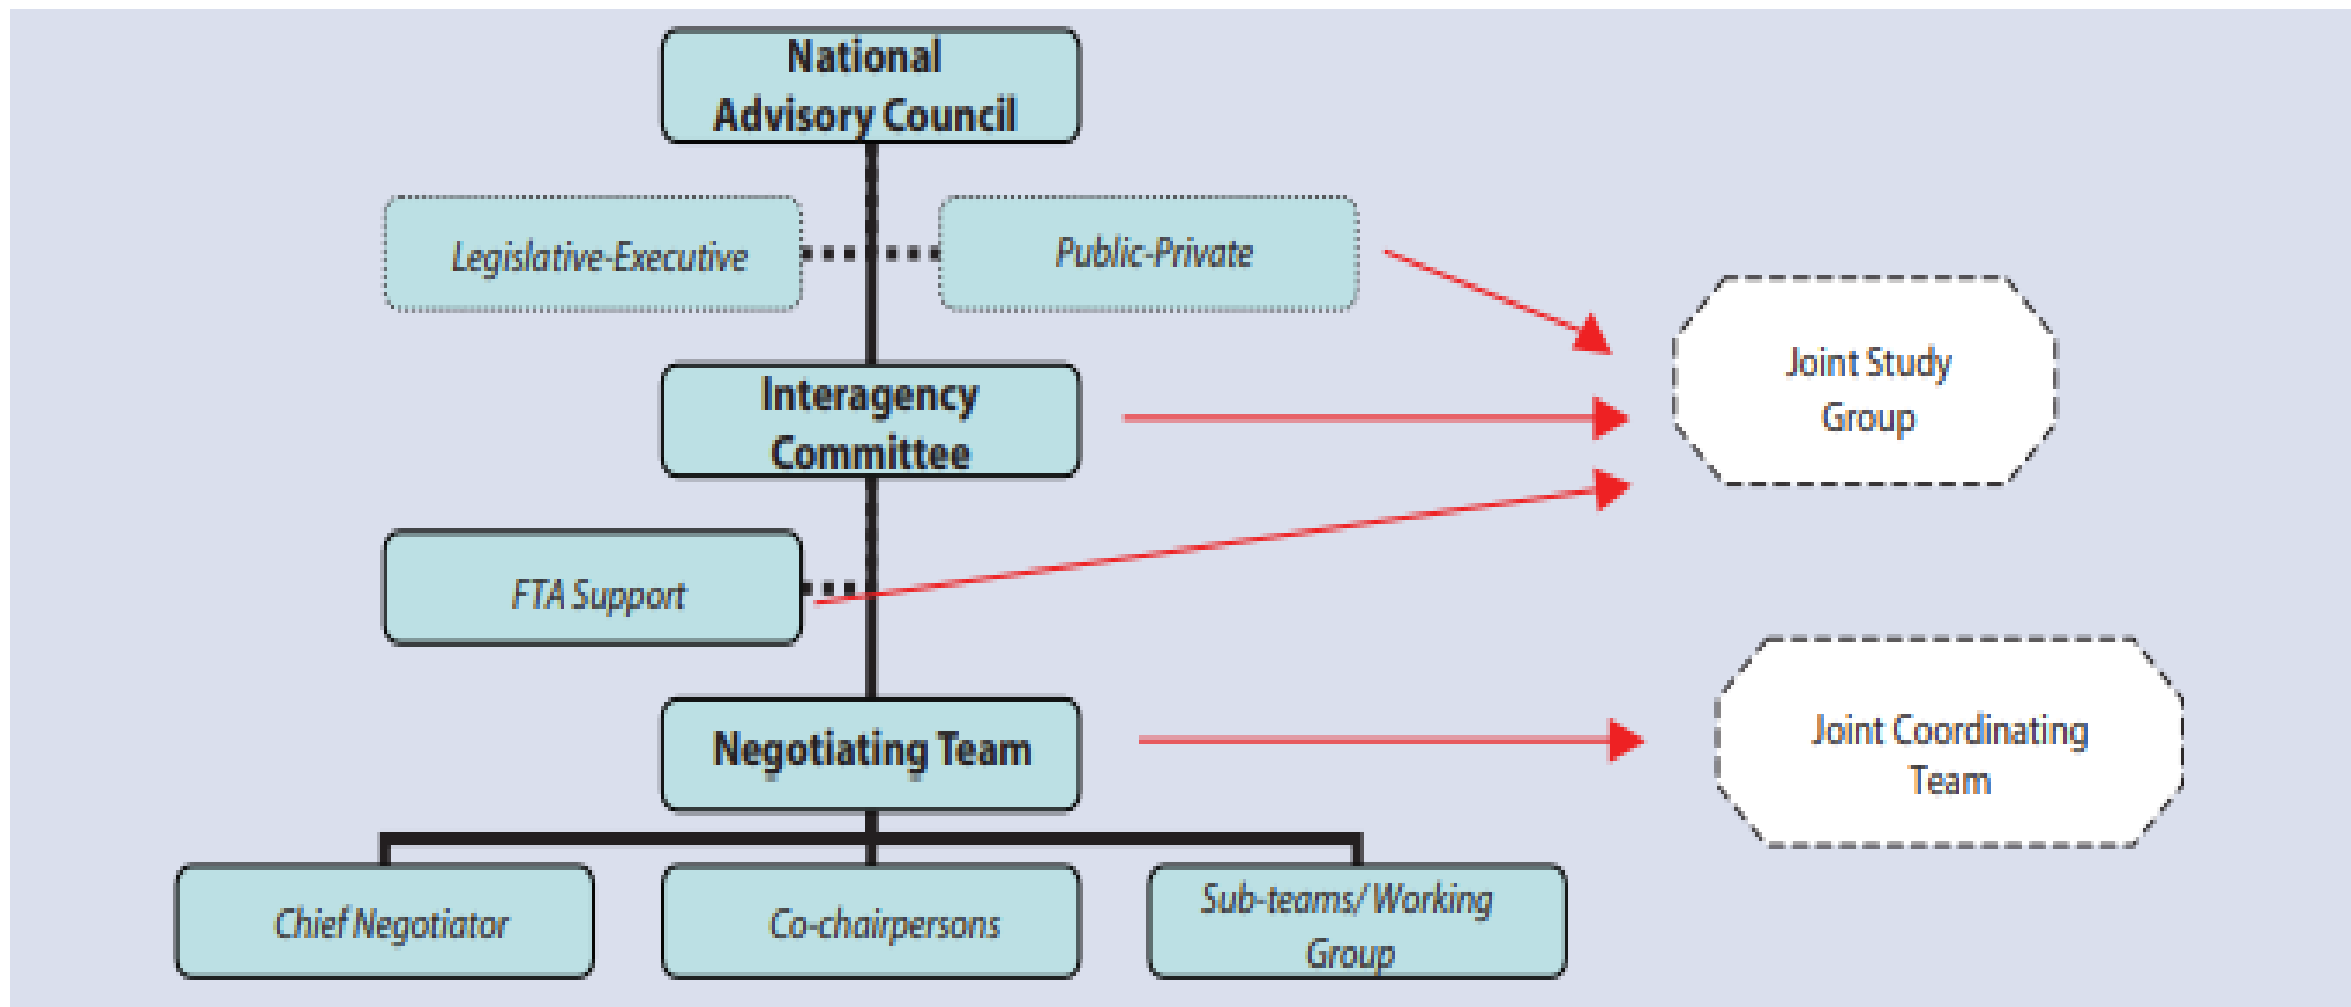 National
Advisory Council
Legislative-Executive
Public-Private
Joint Study
Group
Interagency
Committee
FTA Support
Negotiating Team
Joint Coordinating
Team
Chief Negotiator
Co-chairpersons
Sub-teams/ Working
Group